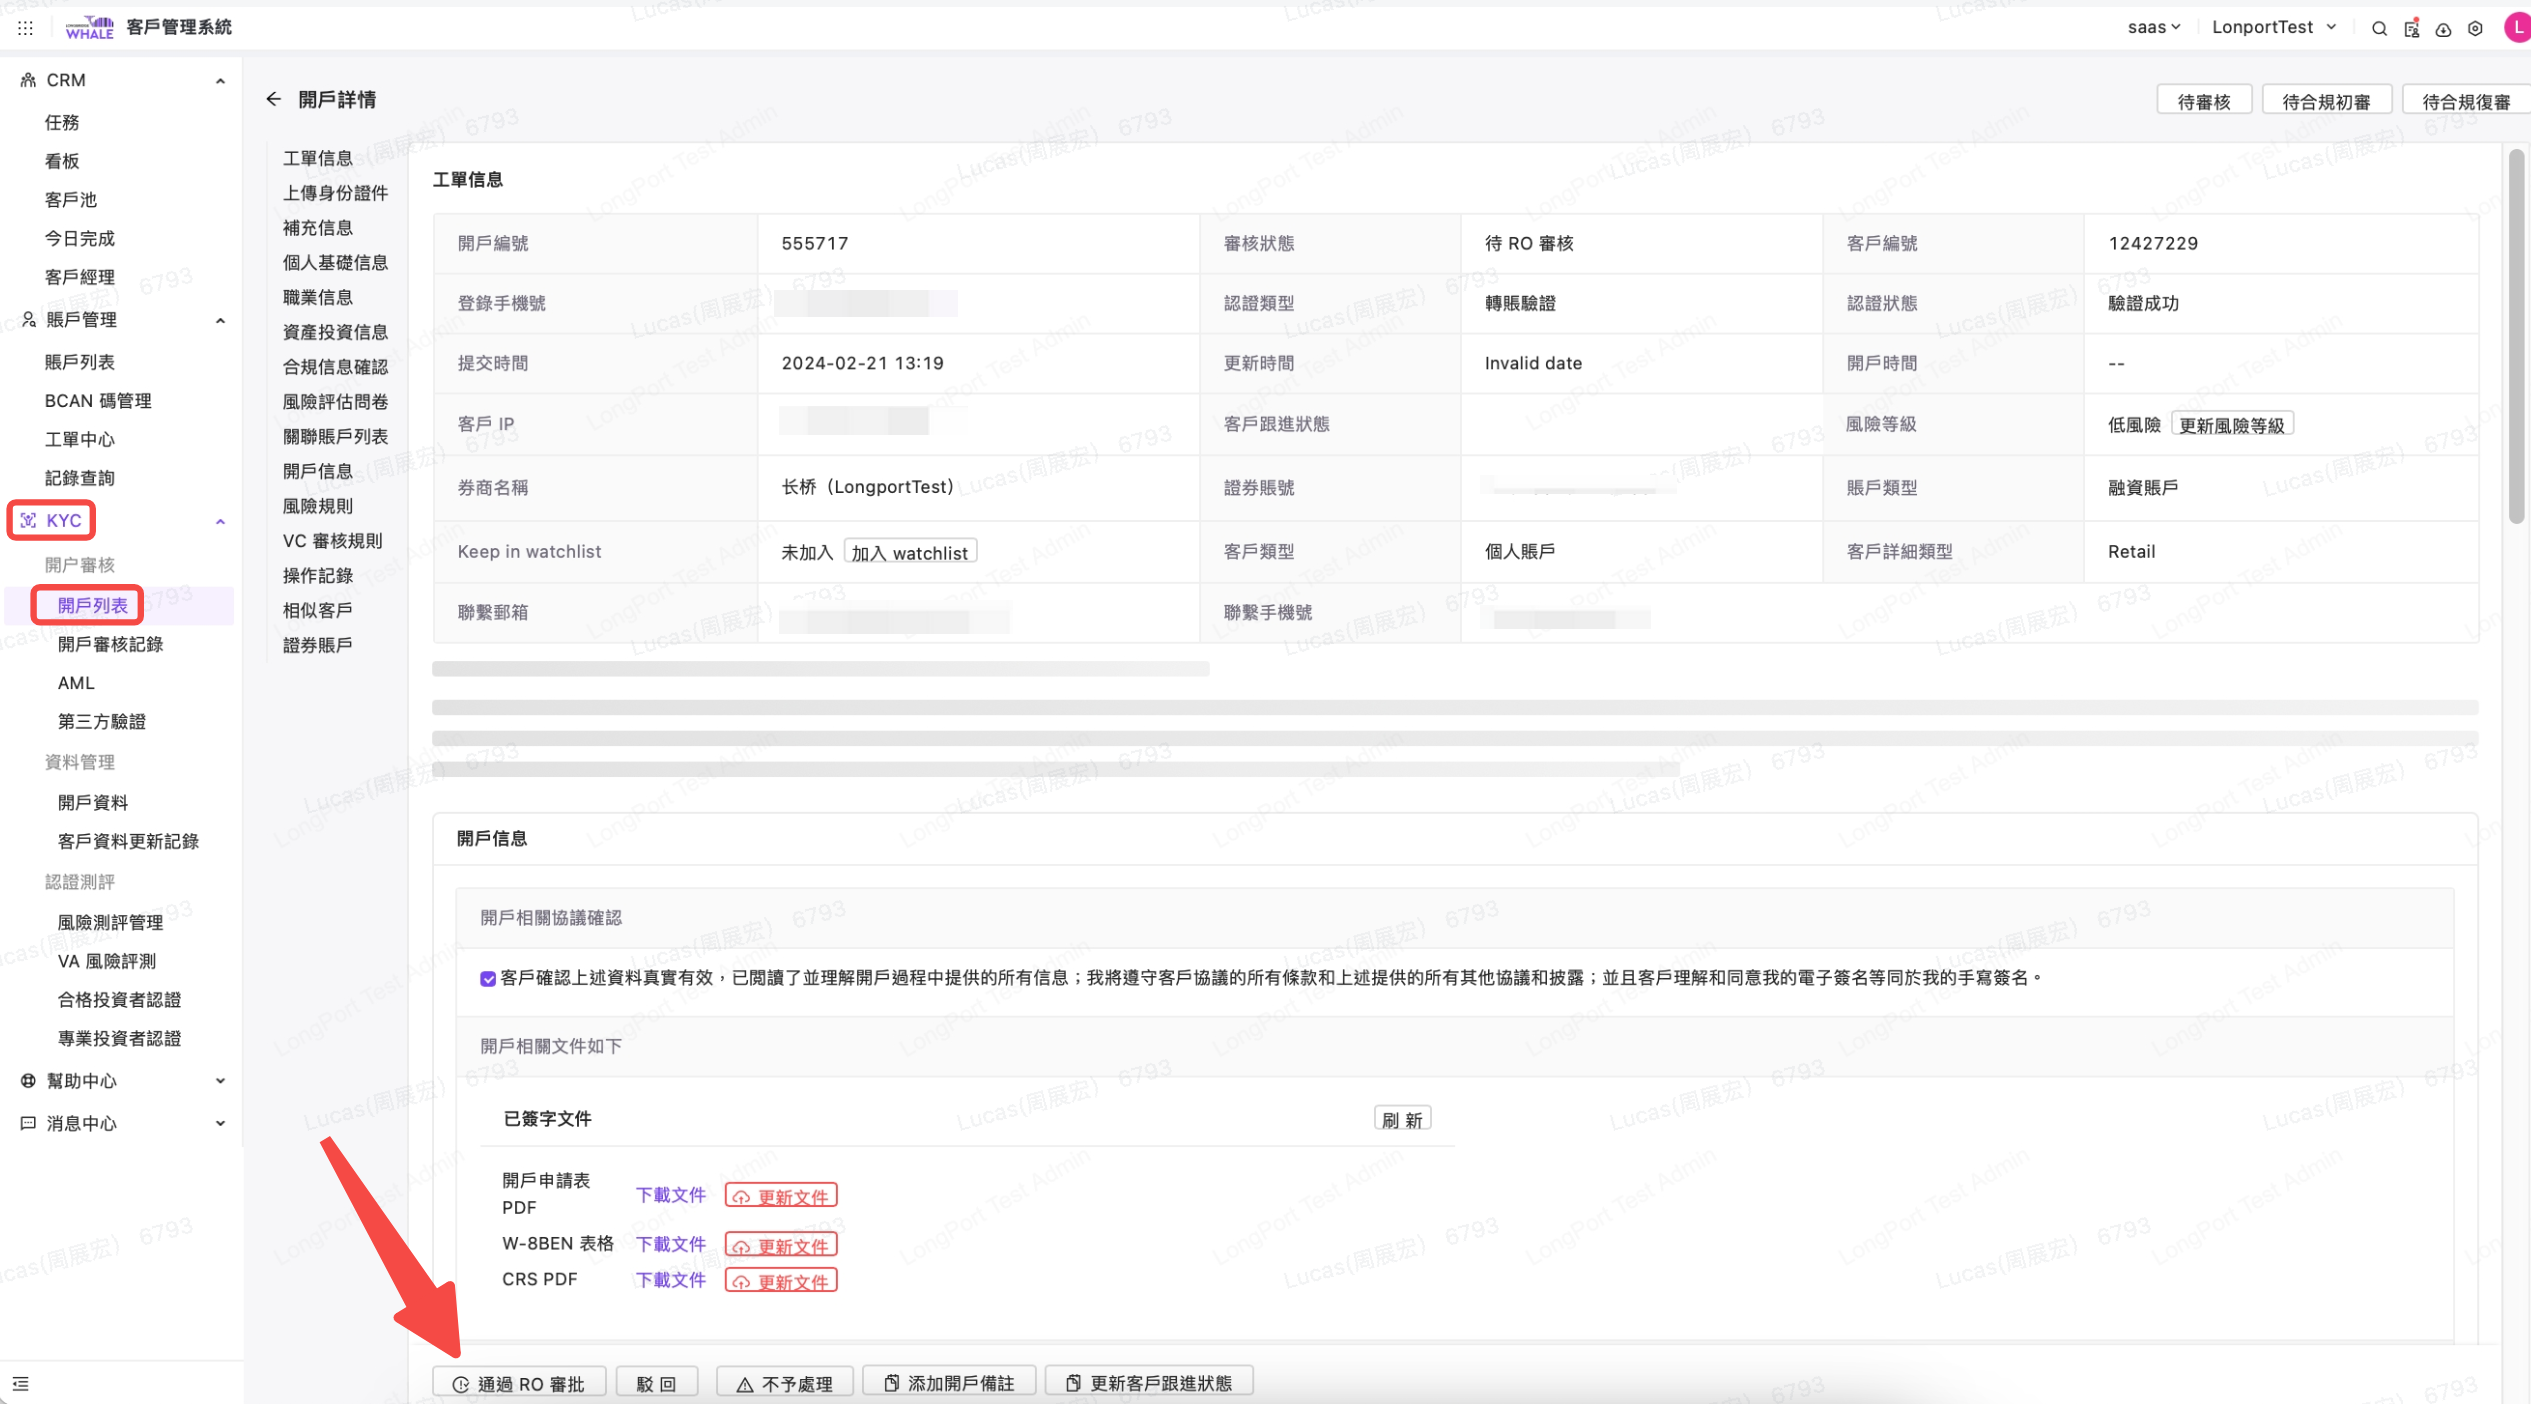 LONGBRIDGE WHALE 客戶管理系統
saas LonportTest L
CRM
任務
看板
客戶池
今日完成
客戶經理
賬戶管理
賬戶列表
BCAN 碼管理
工單中心
記錄查詢
KYC
開户審核
開戶列表
開戶審核記錄
AML
第三方驗證
資料管理
開戶資料
客戶資料更新記錄
認證測評
風險測評管理
VA 風險評測
合格投資者認證
專業投資者認證
幫助中心
消息中心
開戶詳情
待審核 待合規初審 待合規復審
工單信息
上傳身份證件
補充信息
個人基礎信息
職業信息
資產投資信息
合規信息確認
風險評估問卷
關聯賬戶列表
開戶信息
風險規則
VC 審核規則
操作記錄
相似客戶
證券賬戶
工單信息
開戶編號 555717 審核狀態 待 RO 審核 客戶編號 12427229
登錄手機號 認證類型 轉賬驗證 認證狀態 驗證成功
提交時間 2024-02-21 13:19 更新時間 Invalid date 開戶時間 --
客戶 IP 客戶跟進狀態 風險等級 低風險 更新風險等級
券商名稱 长桥（LongportTest） 證券賬號 賬戶類型 融資賬戶
Keep in watchlist 未加入 加入 watchlist 客戶類型 個人賬戶 客戶詳細類型 Retail
聯繫郵箱 聯繫手機號
開戶信息
開戶相關協議確認
客戶確認上述資料真實有效，已閱讀了並理解開戶過程中提供的所有信息；我將遵守客戶協議的所有條款和上述提供的所有其他協議和披露；並且客戶理解和同意我的電子簽名等同於我的手寫簽名。
開戶相關文件如下
已簽字文件 刷 新
開戶申請表
PDF 下載文件 更新文件
W-8BEN 表格 下載文件 更新文件
CRS PDF 下載文件 更新文件
通過 RO 審批 駁 回 不予處理 添加開戶備註 更新客戶跟進狀態
Lucas(周展宏) 6793
LongPort Test Admin